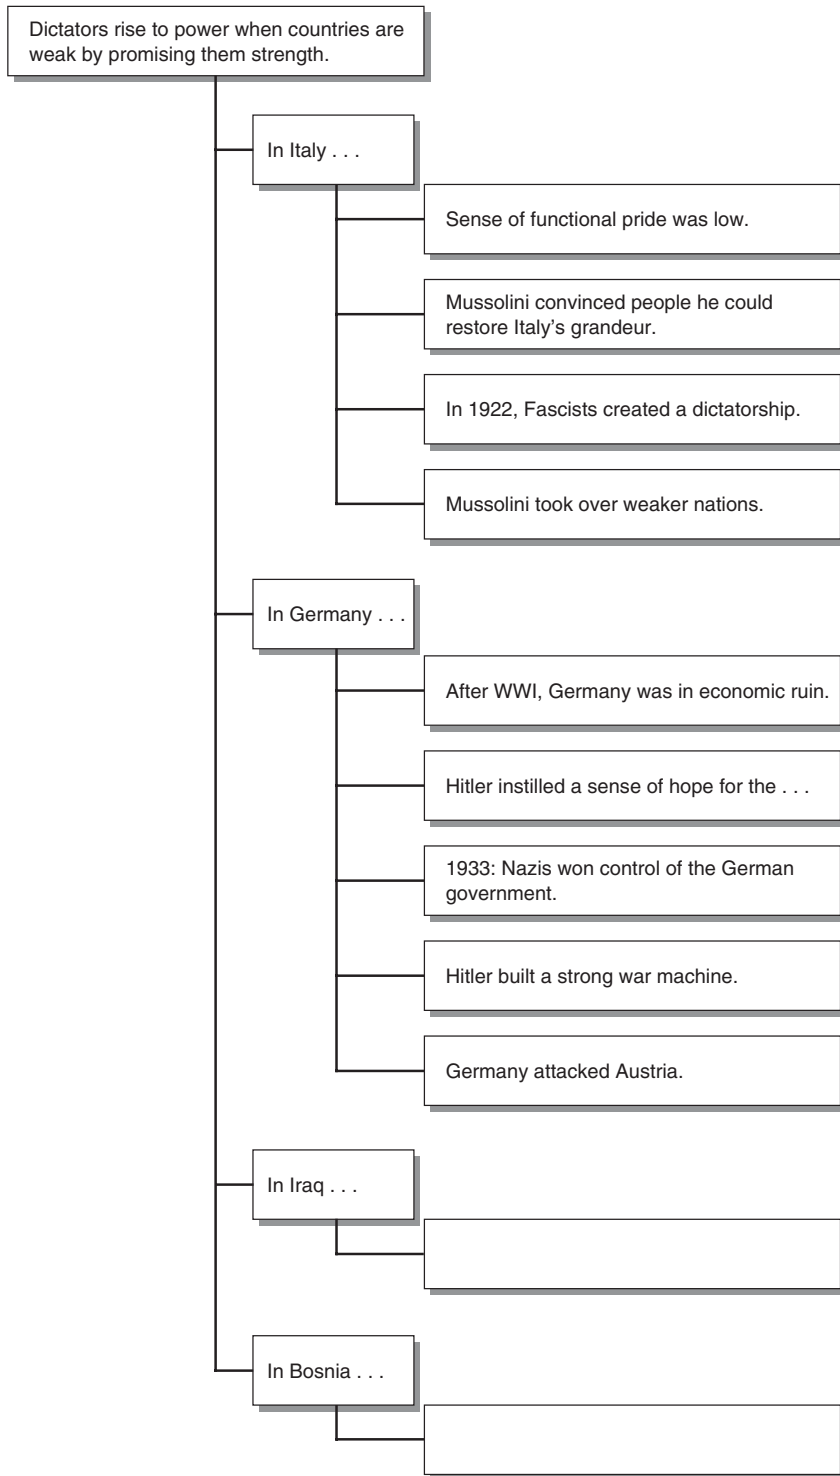 Dictators rise to power when countries are
weak by promising them strength.
In Italy . . .
Sense of functional pride was low.
Mussolini convinced people he could
restore Italy’s grandeur.
In 1922, Fascists created a dictatorship.
Mussolini took over weaker nations.
In Germany . . .
After WWI, Germany was in economic ruin.
Hitler instilled a sense of hope for the . . .
1933: Nazis won control of the German
government.
Hitler built a strong war machine.
Germany attacked Austria.
In Iraq . . .
In Bosnia . . .